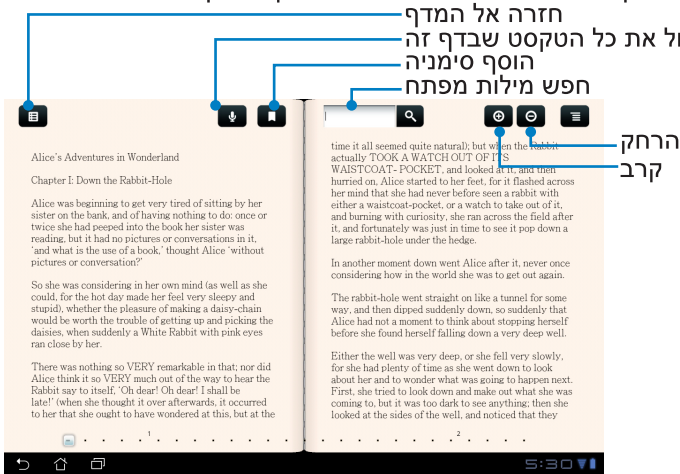 חזרה אל המדף
את כל הטקסט שבדף זה
הוסף סימניה
חפש מילות מפתח
הרחק
קרב
Alice's Adventures in Wonderland
Chapter I: Down the Rabbit-Hole
Alice was beginning to get very tired of sitting by her
sister on the bank, and of having nothing to do: once or
twice she had peeped into the book her sister was
reading, but it had no pictures or conversations in it,
'and what is the use of a book,' thought Alice 'without
pictures or conversation?'
So she was considering in her own mind (as well as she
could, for the hot day made her feel very sleepy and
stupid), whether the pleasure of making a daisy-chain
would be worth the trouble of getting up and picking the
daisies, when suddenly a White Rabbit with pink eyes
ran close by her.
There was nothing so VERY remarkable in that; nor did
Alice think it so VERY much out of the way to hear the
Rabbit say to itself, 'Oh dear! Oh dear! I shall be
late!' (when she thought it over afterwards, it occurred
to her that she ought to have wondered at this, but at the
1
time it all seemed quite natural); but when the Rabbit
actually TOOK A WATCH OUT OF ITS
WAISTCOAT- POCKET, and looked at it, and then
hurried on, Alice started to her feet, for it flashed across
her mind that she had never before seen a rabbit with
either a waistcoat-pocket, or a watch to take out of it,
and burning with curiosity, she ran across the field after
it, and fortunately was just in time to see it pop down a
large rabbit-hole under the hedge.
In another moment down went Alice after it, never once
considering how in the world she was to get out again.
The rabbit-hole went straight on like a tunnel for some
way, and then dipped suddenly down, so suddenly that
Alice had not a moment to think about stopping herself
before she found herself falling down a very deep well.
Either the well was very deep, or she fell very slowly,
for she had plenty of time as she went down to look
about her and to wonder what was going to happen next.
First, she tried to look down and make out what she was
coming to, but it was too dark to see anything; then she
looked at the sides of the well, and noticed that they
2
5:30